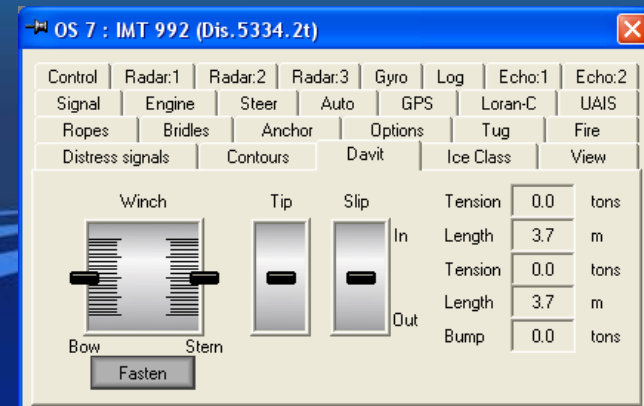 OS 7 : IMT 992 (Dis.5334.2t)
Control Radar:1 Radar:2 Radar:3 Gyro Log Echo:1 Echo:2
Signal Engine Steer Auto GPS Loran-C UAIS
Ropes Bridles Anchor Options Tug Fire
Distress signals Contours Davit Ice Class View
Winch Tip Slip Tension 0.0 tons
In Length 3.7 m
Tension 0.0 tons
Out Length 3.7 m
Bow Stern Bump 0.0 tons
Fasten